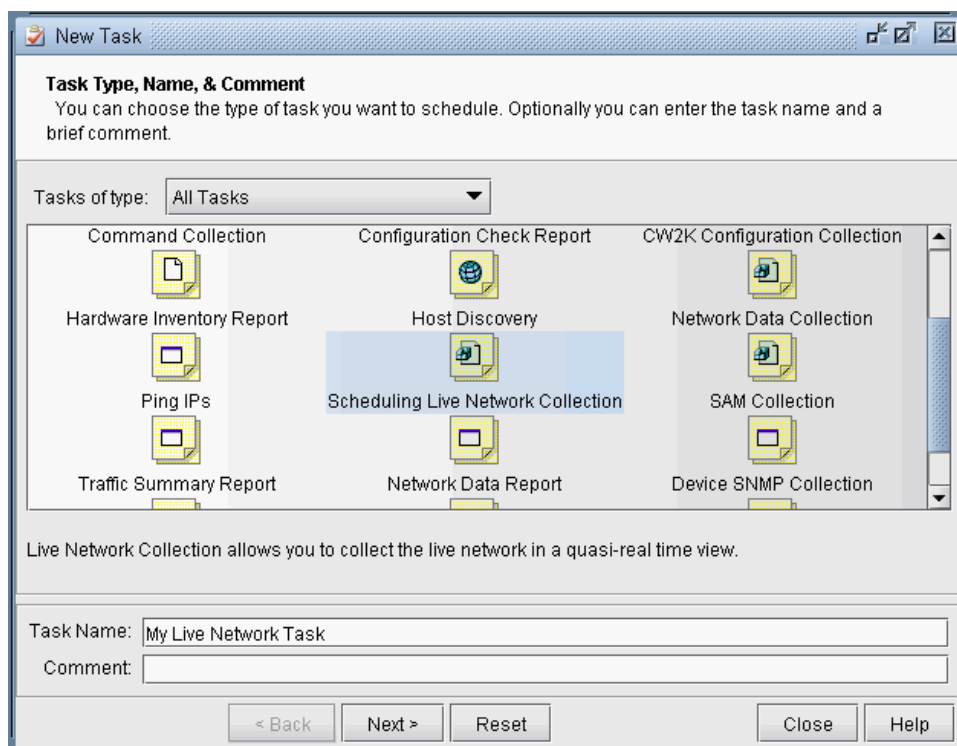 New Task
Task Type, Name, & Comment
You can choose the type of task you want to schedule. Optionally you can enter the task name and a
brief comment.
Tasks of type: All Tasks
Command Collection Configuration Check Report CW2K Configuration Collection
Hardware Inventory Report Host Discovery Network Data Collection
Ping IPs Scheduling Live Network Collection SAM Collection
Traffic Summary Report Network Data Report Device SNMP Collection
Live Network Collection allows you to collect the live network in a quasi-real time view.
Task Name: My Live Network Task
Comment:
< Back Next > Reset Close Help